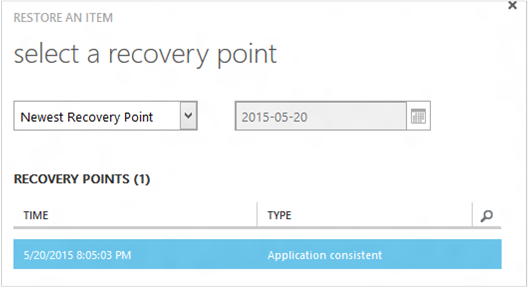 RESTORE AN ITEM
select a recovery point
Newest Recovery Point 2015-05-20
RECOVERY POINTS (1)
TIME TYPE
5/20/2015 8:05:03 PM Application consistent